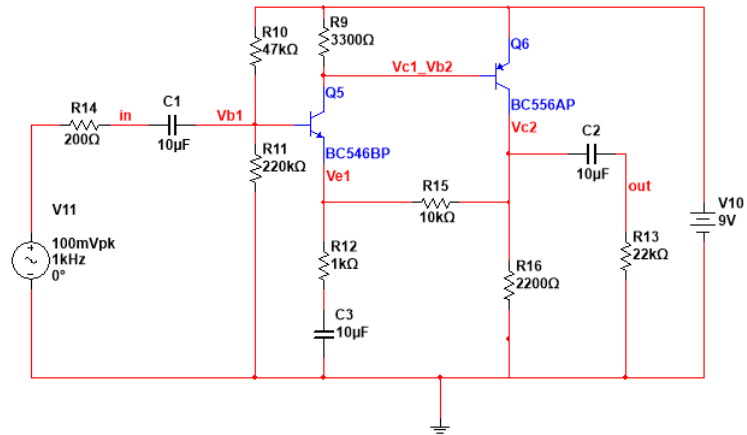 R10
47kΩ
R9
3300Ω
Q6
Vc1_Vb2
Q5
BC556AP
R14
200Ω
in
C1
10µF
Vb1
Vc2
C2
10µF
R11
220kΩ
BC546BP
Ve1
R15
10kΩ
out
V11
100mVpk
1kHz
0°
V10
9V
R12
1kΩ
R16
2200Ω
R13
22kΩ
C3
10µF